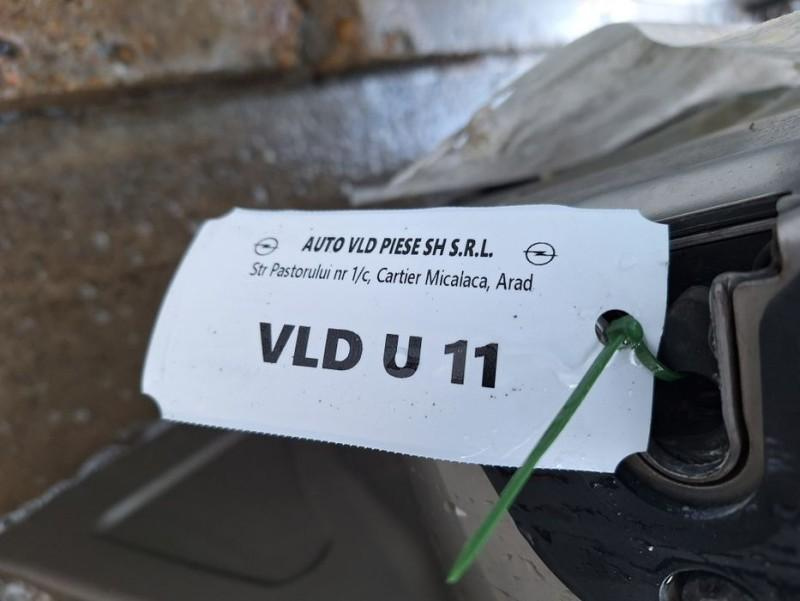 AUTO VLD PIESE SH S.R.L.
Str Pastorului nr 1/c, Cartier Micalaca, Arad
VLD U 11